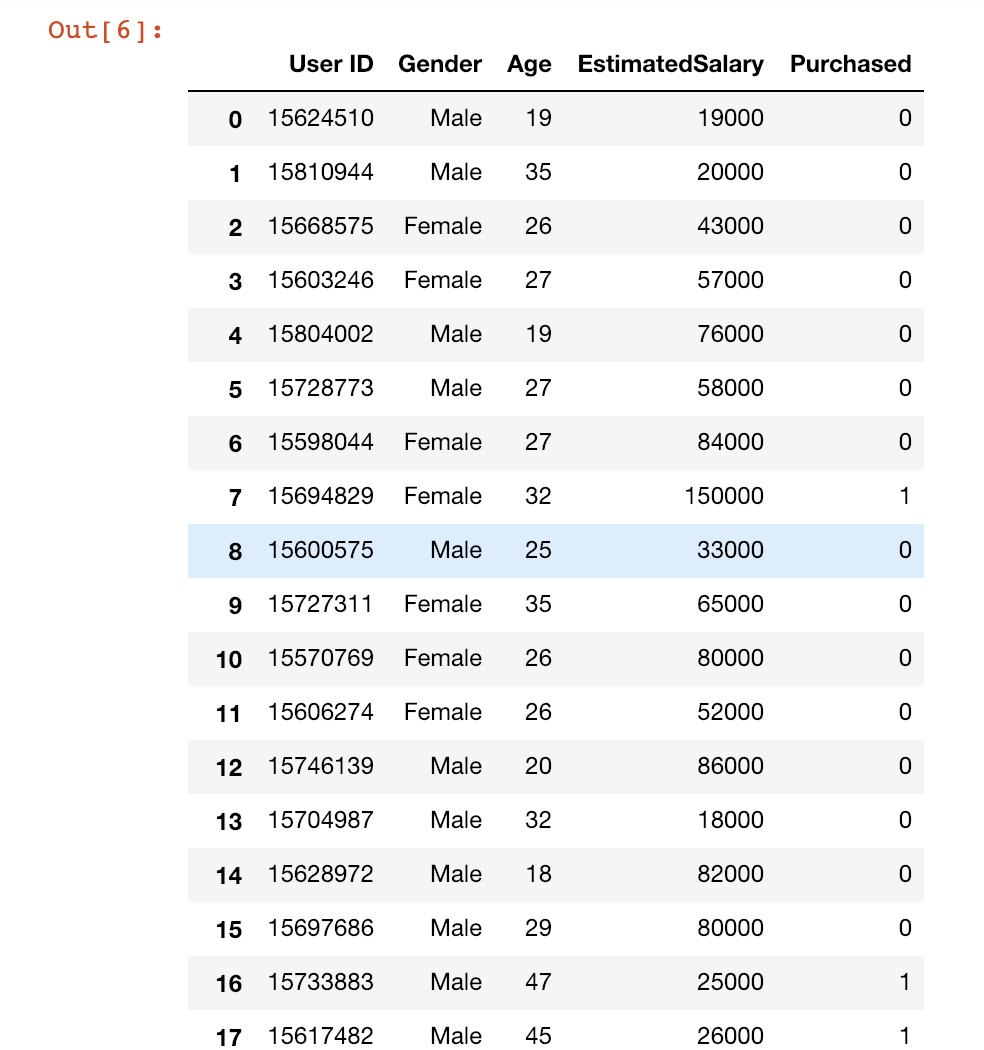 Out[6]:
User ID Gender Age EstimatedSalary Purchased
0 15624510 Male 19 19000 0
1 15810944 Male 35 20000 0
2 15668575 Female 26 43000 0
3 15603246 Female 27 57000 0
4 15804002 Male 19 76000 0
5 15728773 Male 27 58000 0
6 15598044 Female 27 84000 0
7 15694829 Female 32 150000 1
8 15600575 Male 25 33000 0
9 15727311 Female 35 65000 0
10 15570769 Female 26 80000 0
11 15606274 Female 26 52000 0
12 15746139 Male 20 86000 0
13 15704987 Male 32 18000 0
14 15628972 Male 18 82000 0
15 15697686 Male 29 80000 0
16 15733883 Male 47 25000 1
17 15617482 Male 45 26000 1